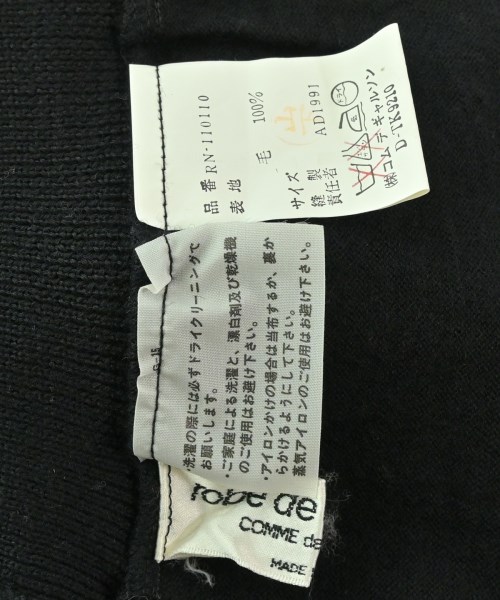 品番 RN-110110
表地 毛 100%
サイズ
縫製 AD1991
責任者
㈱コム・デ・ギャルソン
D-TK9210
・洗濯の際には必ずドライクリーニングで
お願いします。
・ご家庭による洗濯と、漂白剤及び乾燥機
のご使用はお避け下さい。
・アイロンかけの場合は当布するか、裏か
らかけるようにして下さい。
蒸気アイロンのご使用はお避け下さい。
robe de
COMME des
MADE